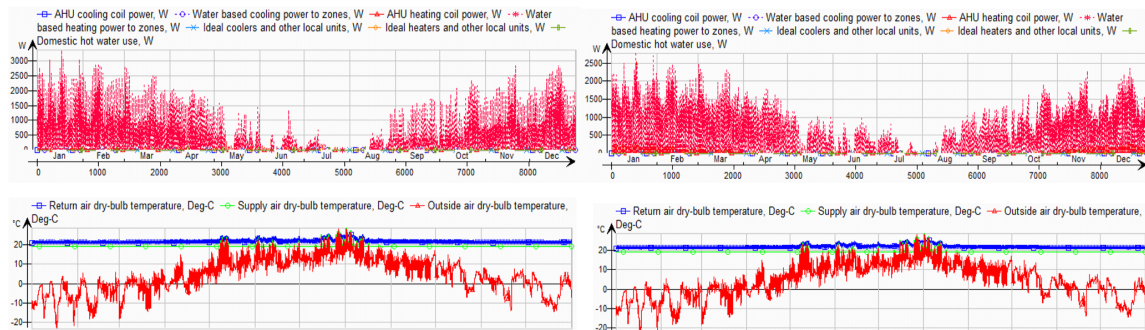 AHU cooling coil power, W Water based cooling power to zones, W AHU heating coil power, W Water
based heating power to zones, W Ideal coolers and other local units, W Ideal heaters and other local units, W
Domestic hot water use, W
W
3000
2500
2000
1500
1000
500
0
Jan Feb Mar Apr May Jun Jul Aug Sep Oct Nov Dec
0 1000 2000 3000 4000 5000 6000 7000 8000
Return air dry-bulb temperature, Deg-C Supply air dry-bulb temperature, Deg-C Outside air dry-bulb temperature,
Deg-C
°C
20
10
0
-10
-20
AHU cooling coil power, W Water based cooling power to zones, W AHU heating coil power, W Water
based heating power to zones, W Ideal coolers and other local units, W Ideal heaters and other local units, W
Domestic hot water use, W
W
2500
2000
1500
1000
500
0
Jan Feb Mar Apr May Jun Jul Aug Sep Oct Nov Dec
0 1000 2000 3000 4000 5000 6000 7000 8000
Return air dry-bulb temperature, Deg-C Supply air dry-bulb temperature, Deg-C Outside air dry-bulb temperature,
Deg-C
°C
20
10
0
-10
-20